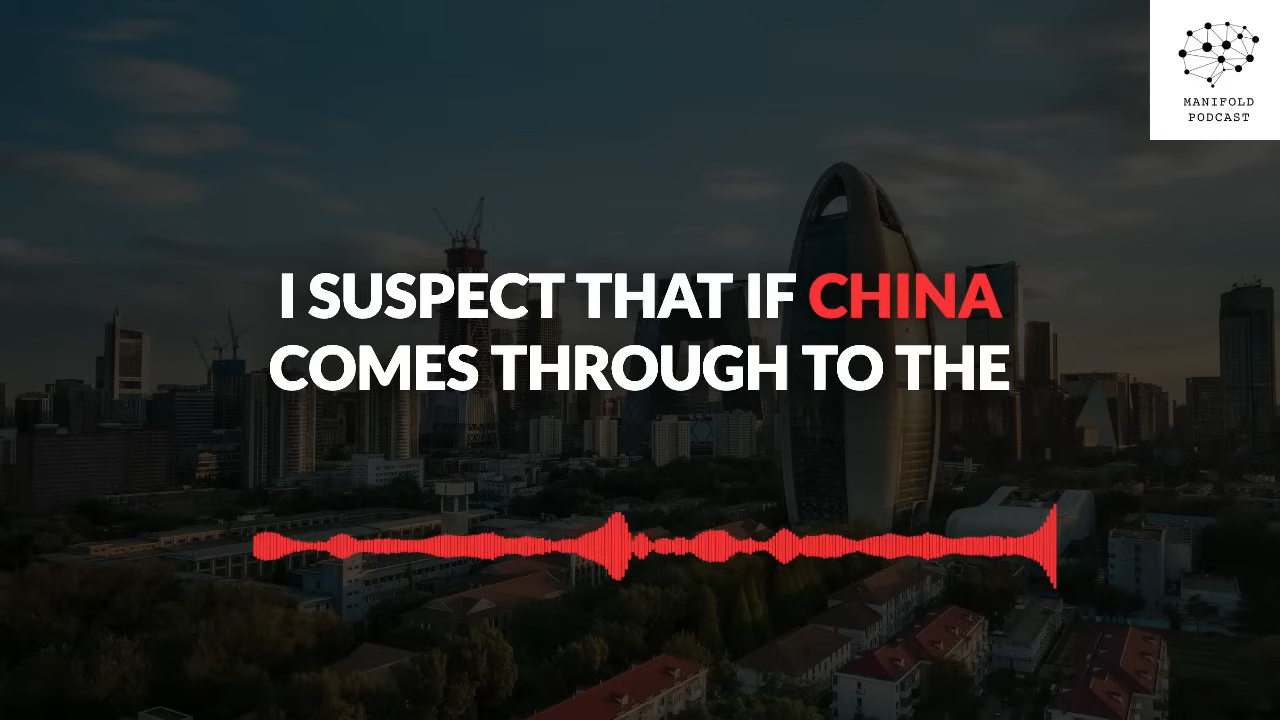 MANIFOLD
PODCAST
I SUSPECT THAT IF CHINA
COMES THROUGH TO THE